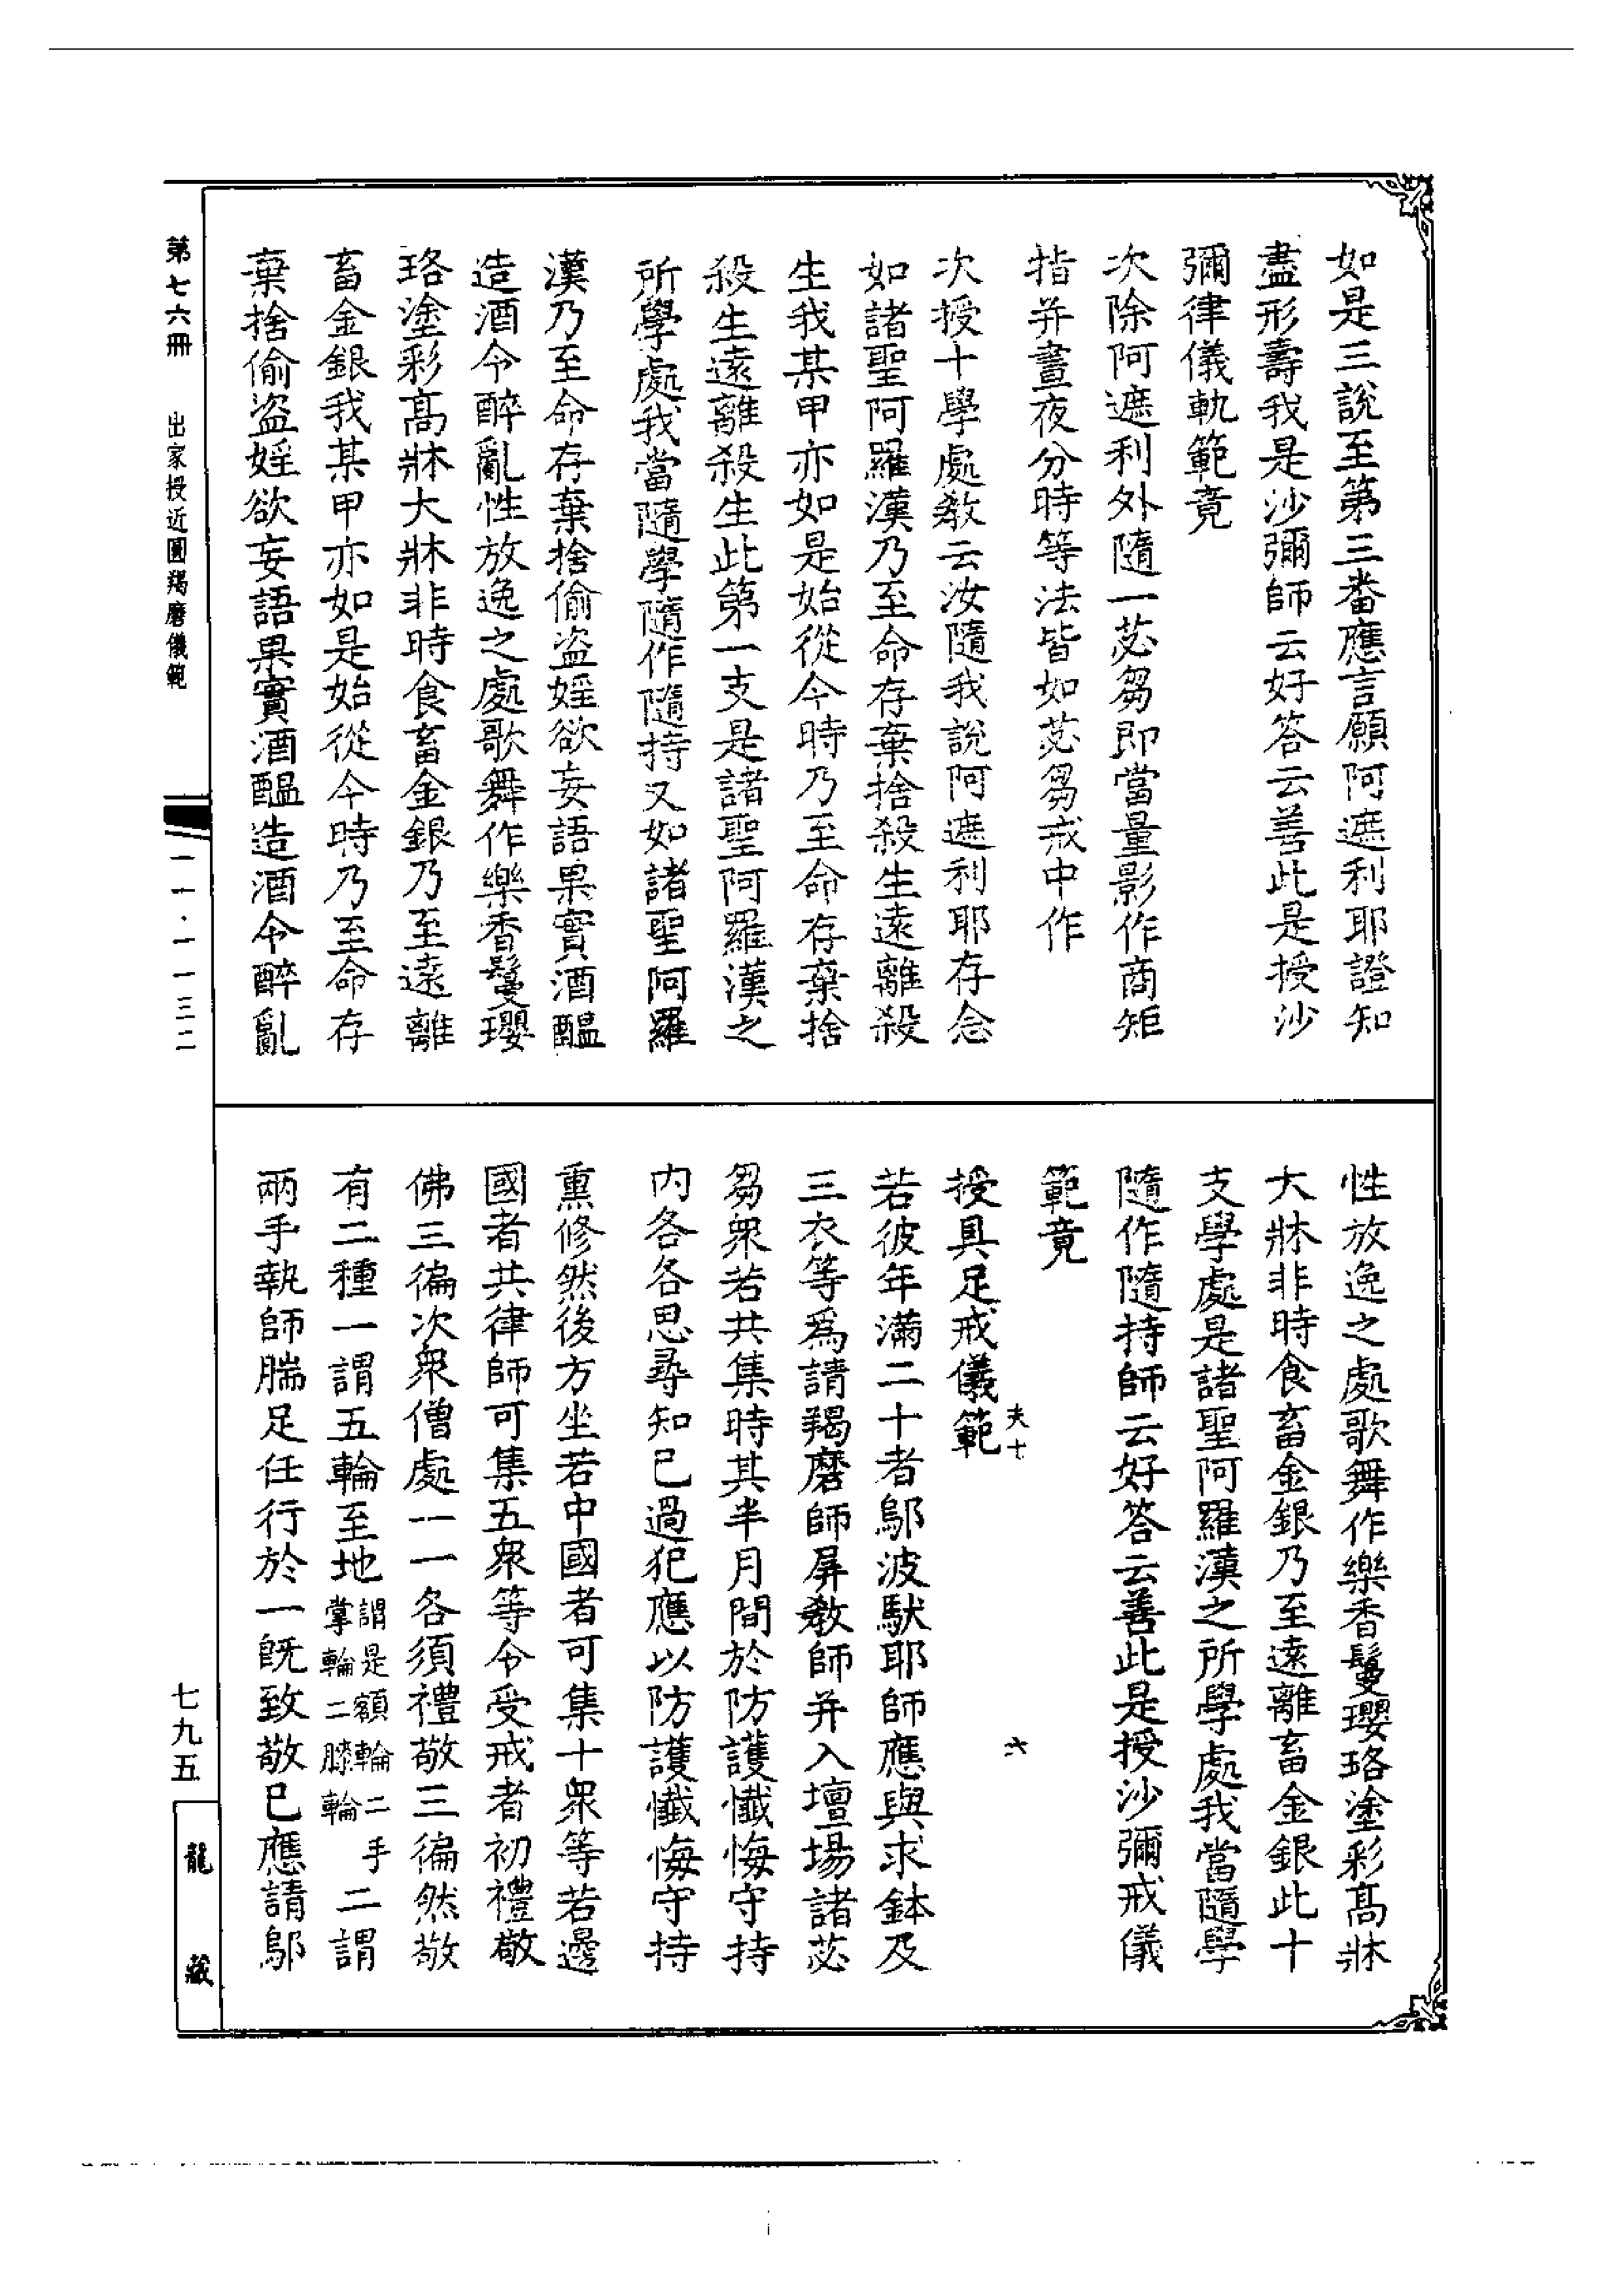 如是三說至第三畨應言願阿遮利耶證知
盡形壽我是沙彌師云好答云善此是授沙
彌律儀軌範竟
次除阿遮利外隨一苾芻即當量影作商矩
指并晝夜分時等法皆如苾芻戒中作
次授十學處教云汝隨我說阿遮利耶存念
如諸聖阿羅漢乃至命存棄捨殺生遠離殺
生我某甲亦如是始從今時乃至命存棄捨
殺生遠離殺生此第一支是諸聖阿羅漢之
所學處我當隨學隨作隨持又如諸聖阿羅
漢乃至命存棄捨偷盜婬欲妄語果實酒醖
造酒令醉亂性放逸之處歌舞作樂香鬘瓔
珞塗彩高牀大牀非時食畜金銀乃至遠離
畜金銀我某甲亦如是始從今時乃至命存
棄捨偷盜婬欲妄語果實酒醖造酒令醉亂
性放逸之處歌舞作樂香鬘瓔珞塗彩高牀
大牀非時食畜金銀乃至遠離畜金銀此十
支學處是諸聖阿羅漢之所學處我當隨學
隨作隨持師云好答云善此是授沙彌戒儀
範竟
夫七 六
授具足戒儀範
若彼年滿二十者鄔波馱耶師應與求鉢及
三衣等為請羯磨師屏教師并入壇場諸苾
芻眾若共集時其半月間於防護懺悔守持
内各各思尋知已過犯應以防護懺悔守持
熏修然後方坐若中國者可集十眾等若邊
國者共律師可集五眾等令受戒者初禮敬
佛三徧次眾僧處一一各須禮敬三徧然敬
有二種一謂五輪至地謂是額輪二手掌輪二膝輪二謂
兩手執師腨足任行於一既致敬已應請鄔
第七六冊 出家授近圓羯磨儀範
一一·一一三二
七九五
龍藏